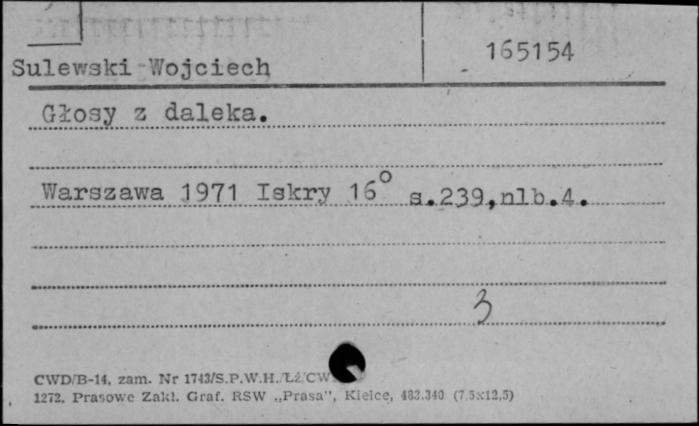 165154
Sulewski Wojciech
Głosy z daleka.
Warszawa 1971 Iskry 16° s.239,nlb.4.
3
CWD/B-14, zam. Nr 1743/S.P.W.H./ŁŻ/CW
1272. Prasowe Zakł. Graf. RSW „Prasa", Kielce, 483.340 (7,5x12,5)